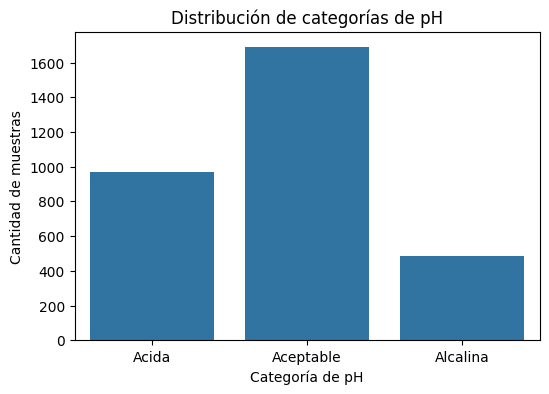 Distribución de categorías de pH
Cantidad de muestras
1600
1400
1200
1000
800
600
400
200
0
Acida
Aceptable
Alcalina
Categoría de pH